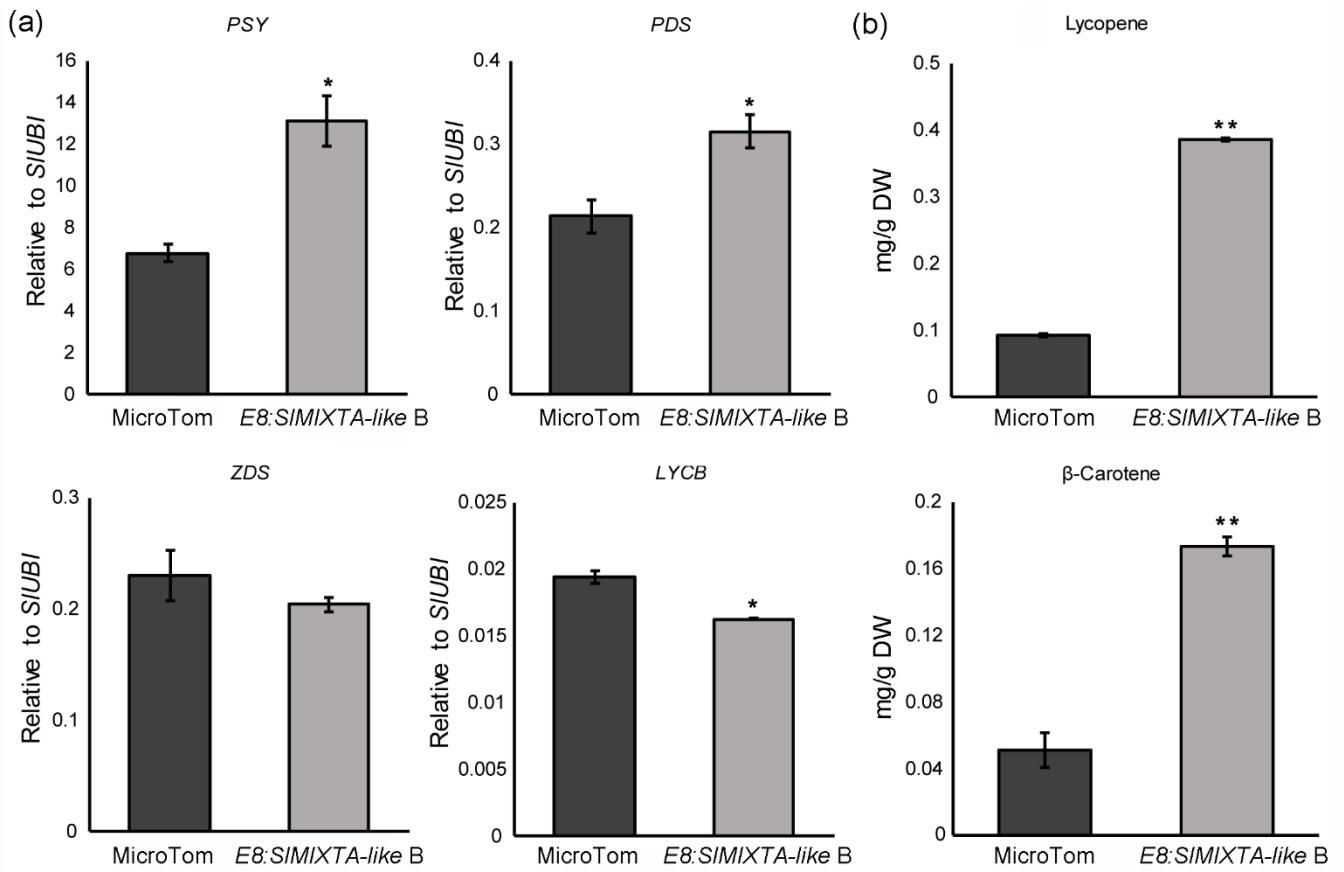 (a)
PSY
16
14
12
10
8
6
4
2
0
Relative to SlUBI
*
MicroTom
E8:SlMIXTA-like B
PDS
0.4
0.3
0.2
0.1
0
Relative to SlUBI
*
MicroTom
E8:SlMIXTA-like B
(b)
Lycopene
0.5
0.4
0.3
0.2
0.1
0
mg/g DW
**
MicroTom
E8:SlMIXTA-like B
ZDS
0.3
0.2
0.1
0
Relative to SlUBI
MicroTom
E8:SlMIXTA-like B
LYCB
0.025
0.02
0.015
0.01
0.005
0
Relative to SlUBI
*
MicroTom
E8:SlMIXTA-like B
β-Carotene
0.2
0.16
0.12
0.08
0.04
0
mg/g DW
**
MicroTom
E8:SlMIXTA-like B